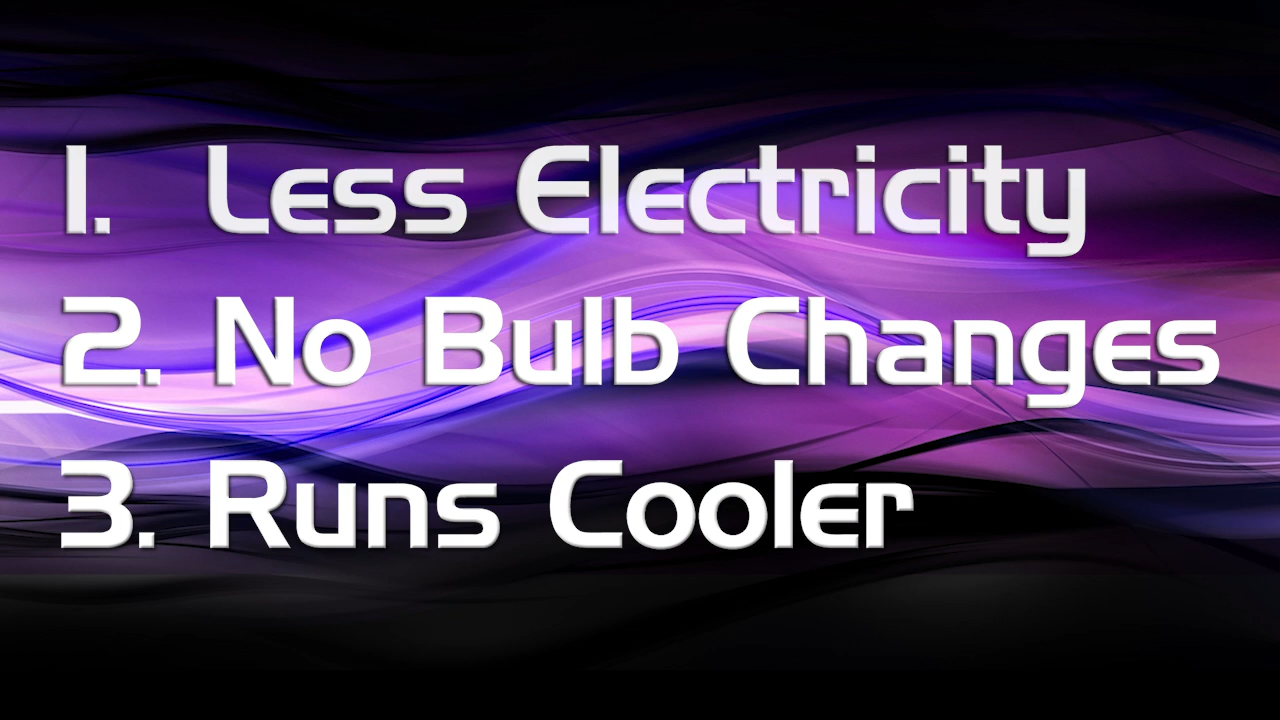 1. Less Electricity
2. No Bulb Changes
3. Runs Cooler